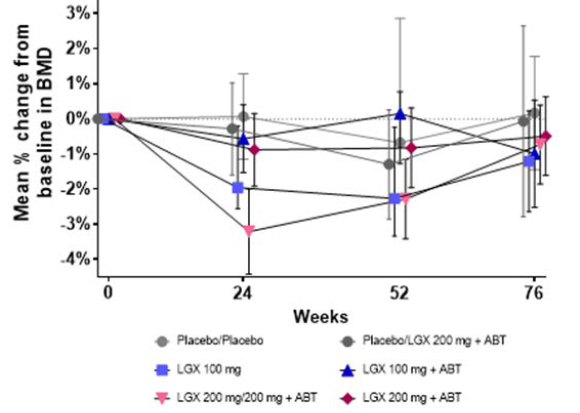 Mean % change from
baseline in BMD
3%
2%
1%
0%
-1%
-2%
-3%
-4%
0 24 52 76
Weeks
Placebo/Placebo Placebo/LGX 200 mg + ABT
LGX 100 mg LGX 100 mg + ABT
LGX 200 mg/200 mg + ABT LGX 200 mg + ABT